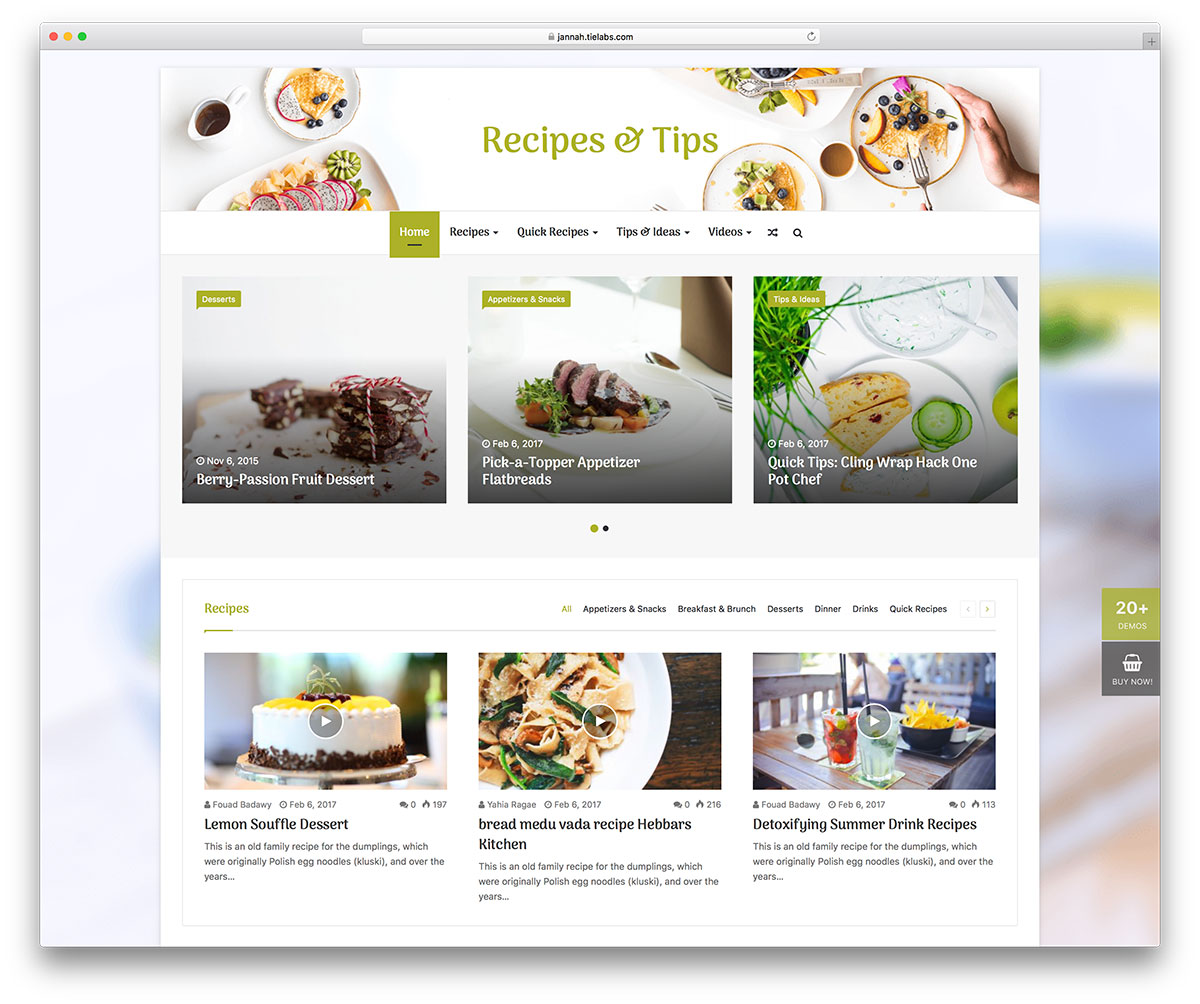 jannah.tielabs.com
Recipes & Tips
Home Recipes Quick Recipes Tips & Ideas Videos
Desserts
Nov 6, 2015
Berry-Passion Fruit Dessert
Appetizers & Snacks
Feb 6, 2017
Pick-a-Topper Appetizer
Flatbreads
Tips & Ideas
Feb 6, 2017
Quick Tips: Cling Wrap Hack One
Pot Chef
20+
DEMOS
BUY NOW!
Recipes
All Appetizers & Snacks Breakfast & Brunch Desserts Dinner Drinks Quick Recipes
Fouad Badawy Feb 6, 2017 0 197
Lemon Souffle Dessert
This is an old family recipe for the dumplings, which
were originally Polish egg noodles (kluski), and over the
years...
Yahia Ragae Feb 6, 2017 0 216
bread medu vada recipe Hebbars
Kitchen
This is an old family recipe for the dumplings, which
were originally Polish egg noodles (kluski), and over the
years...
Fouad Badawy Feb 6, 2017 0 113
Detoxifying Summer Drink Recipes
This is an old family recipe for the dumplings, which
were originally Polish egg noodles (kluski), and over the
years...